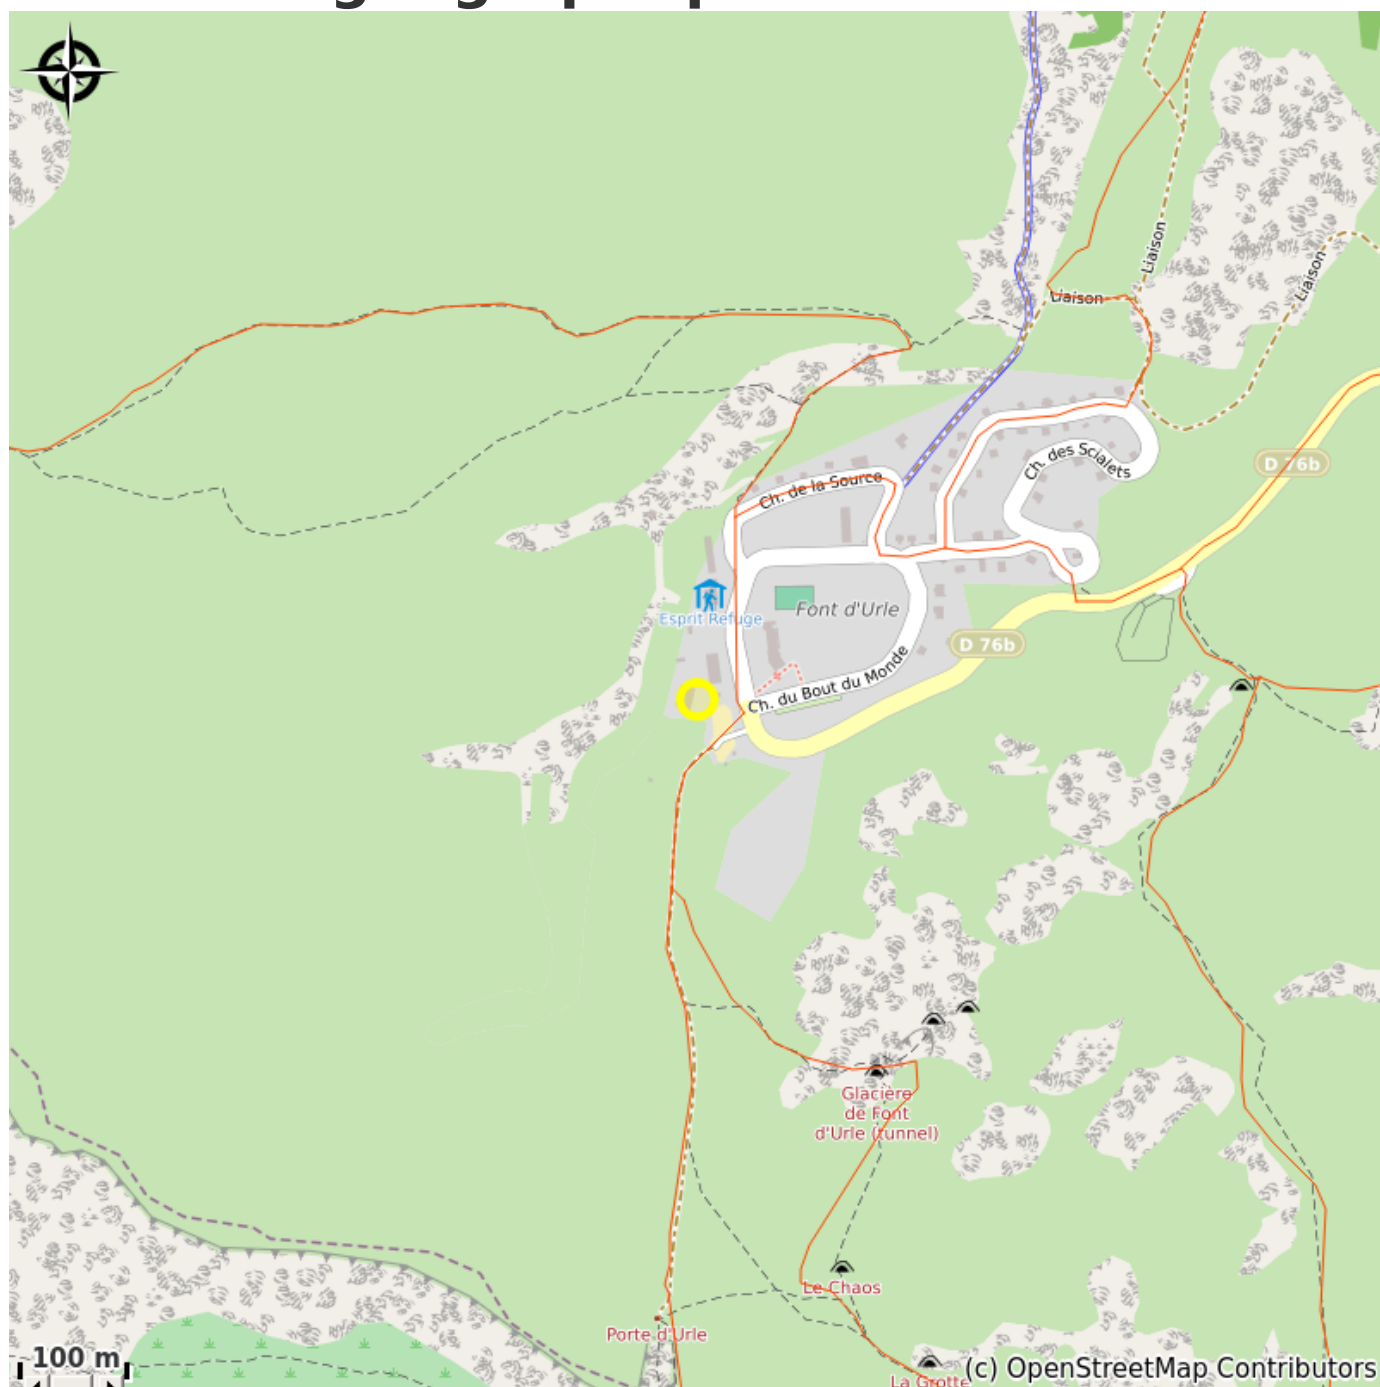 Liaison
Liaison
Liaison
Ch. des Scialets
D 76b
Ch. de la Source
Esprit Refuge
Font d'Urle
D 76b
Ch. du Bout du Monde
Glacière
de Font
d'Urle (tunnel)
Le Chaos
Porte d'Urle
100 m
(c) OpenStreetMap Contributors
La Grotte